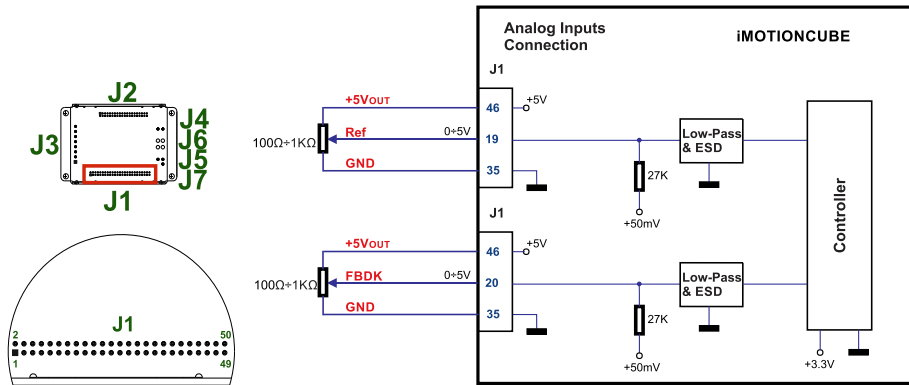 Analog Inputs
Connection
iMOTIONCUBE
J2
J3
J4
J6
J5
J7
J1
J1
+5VOUT
46
+5V
100Ω÷1KΩ
Ref
0÷5V
19
GND
35
27K
+50mV
Low-Pass
& ESD
Controller
J1
+5VOUT
46
+5V
100Ω÷1KΩ
FBDK
0÷5V
20
GND
35
27K
+50mV
Low-Pass
& ESD
+3.3V
J1
2
50
1
49